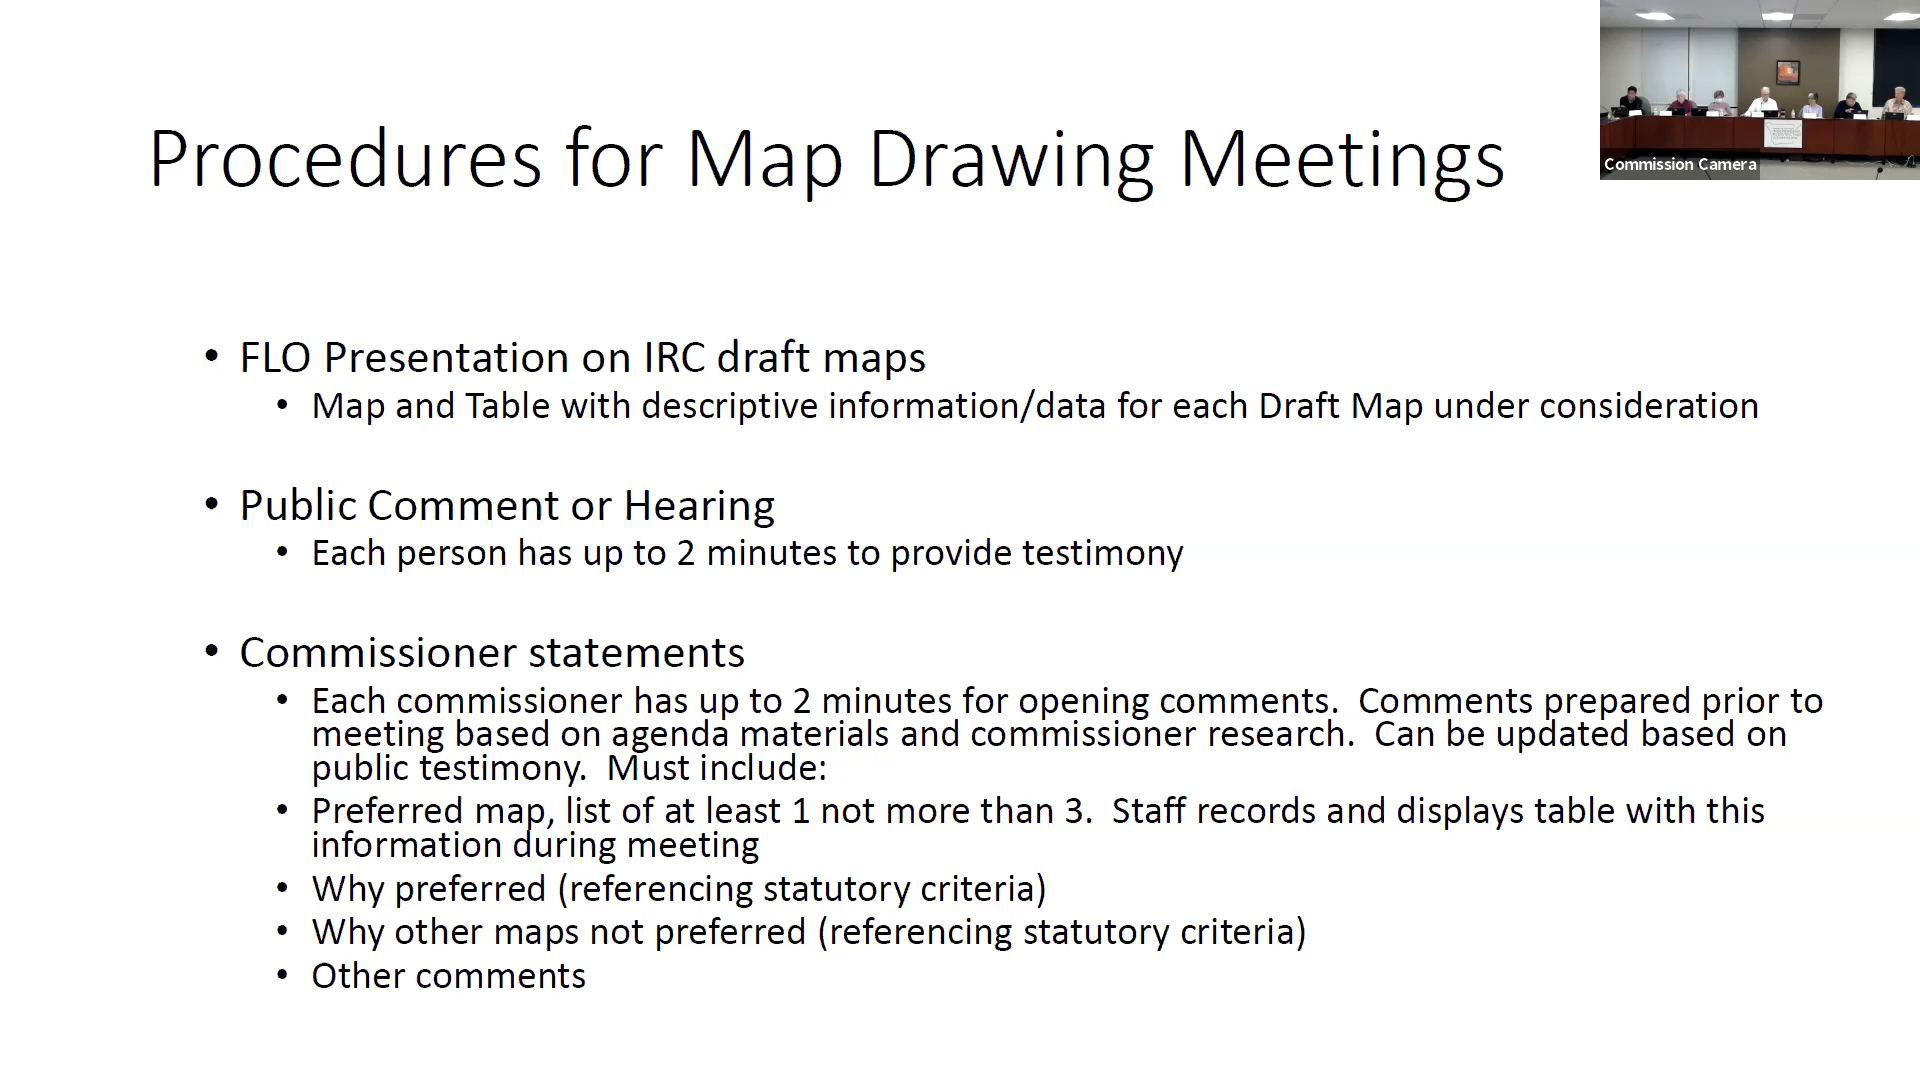 Procedures for Map Drawing Meetings
Commission Camera
• FLO Presentation on IRC draft maps
• Map and Table with descriptive information/data for each Draft Map under consideration
• Public Comment or Hearing
• Each person has up to 2 minutes to provide testimony
• Commissioner statements
• Each commissioner has up to 2 minutes for opening comments.  Comments prepared prior to
meeting based on agenda materials and commissioner research.  Can be updated based on
public testimony.  Must include:
• Preferred map, list of at least 1 not more than 3.  Staff records and displays table with this
information during meeting
• Why preferred (referencing statutory criteria)
• Why other maps not preferred (referencing statutory criteria)
• Other comments